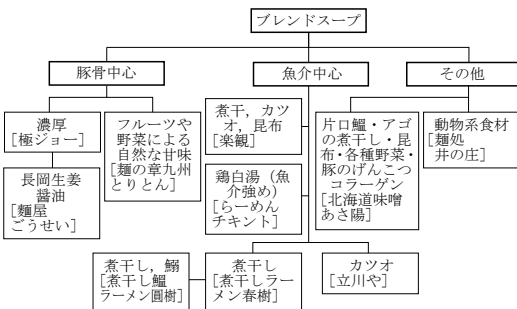 ブレンドスープ
豚骨中心
魚介中心
その他
濃厚
[極ジョー]
フルーツや
野菜による
自然な甘味
[麺の章九州
とりとん]
煮干，カツ
オ，昆布
[楽観]
片口鰮・アゴ
の煮干し・昆
布・各種野菜・
豚のげんこつ
コラーゲン
[北海道味噌
あさ陽]
動物系食材
[麺処
井の庄]
長岡生姜
醤油
[麺屋
ごうせい]
鶏白湯（魚
介強め）
[らーめん
チキント]
煮干し，鰯
[煮干し鰮
ラーメン圓樹]
煮干し
[煮干しラー
メン春樹]
カツオ
[立川や]